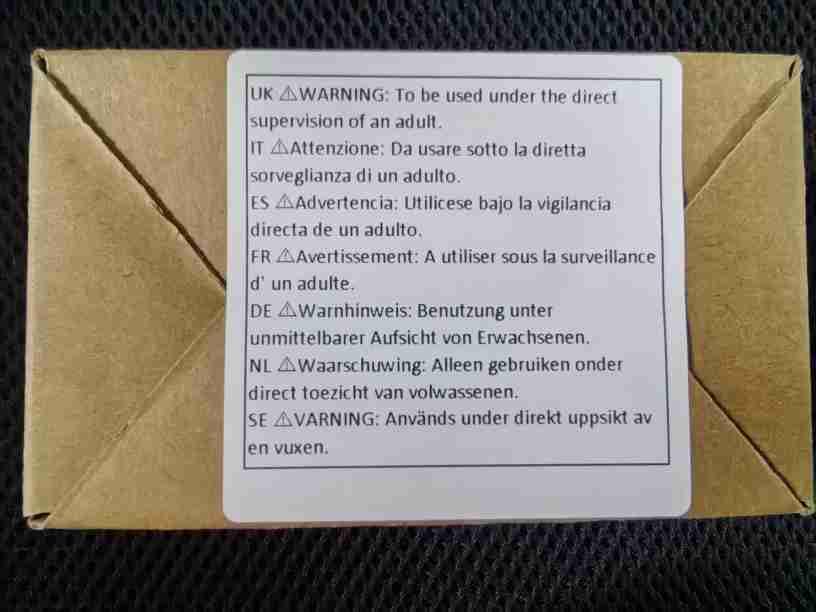 UK ⚠WARNING: To be used under the direct
supervision of an adult.
IT ⚠Attenzione: Da usare sotto la diretta
sorveglianza di un adulto.
ES ⚠Advertencia: Utilicese bajo la vigilancia
directa de un adulto.
FR ⚠Avertissement: A utiliser sous la surveillance
d' un adulte.
DE ⚠Warnhinweis: Benutzung unter
unmittelbarer Aufsicht von Erwachsenen.
NL ⚠Waarschuwing: Alleen gebruiken onder
direct toezicht van volwassenen.
SE ⚠VARNING: Används under direkt uppsikt av
en vuxen.